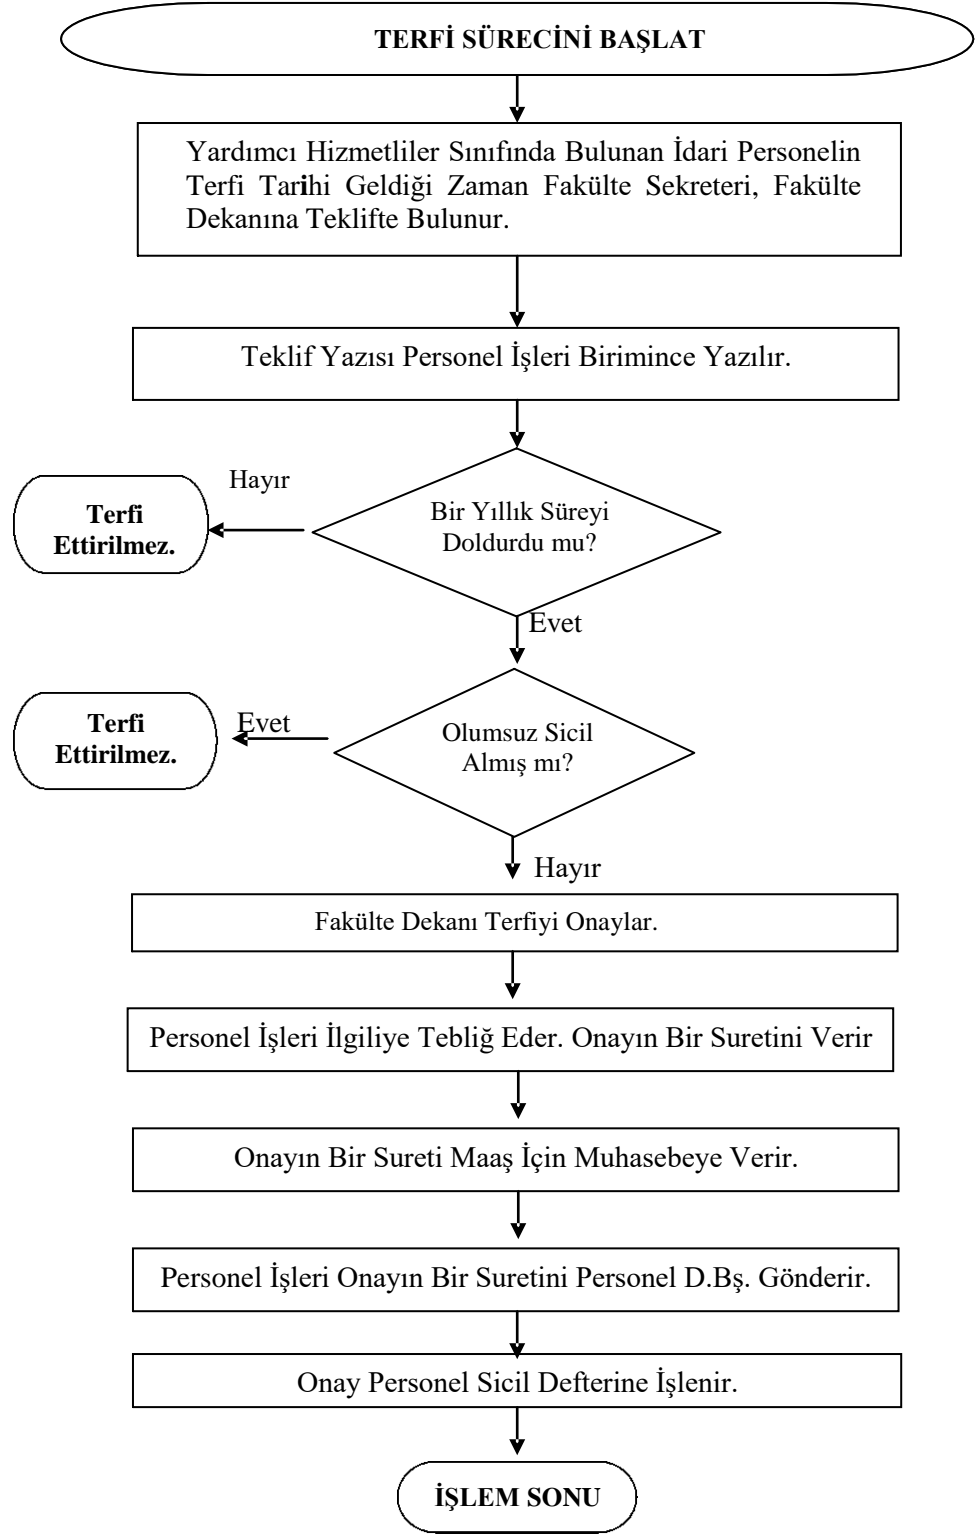 TERFİ SÜRECİNİ BAŞLAT
Yardımcı Hizmetliler Sınıfında Bulunan İdari Personelin
Terfi Tarihi Geldiği Zaman Fakülte Sekreteri, Fakülte
Dekanına Teklifte Bulunur.
Teklif Yazısı Personel İşleri Birimince Yazılır.
Hayır
Terfi
Ettirilmez.
Bir Yıllık Süreyi
Doldurdu mu?
Evet
Terfi
Ettirilmez.
Evet
Olumsuz Sicil
Almış mı?
Hayır
Fakülte Dekanı Terfiyi Onaylar.
Personel İşleri İlgiliye Tebliğ Eder. Onayın Bir Suretini Verir
Onayın Bir Sureti Maaş İçin Muhasebeye Verir.
Personel İşleri Onayın Bir Suretini Personel D.Bş. Gönderir.
Onay Personel Sicil Defterine İşlenir.
İŞLEM SONU